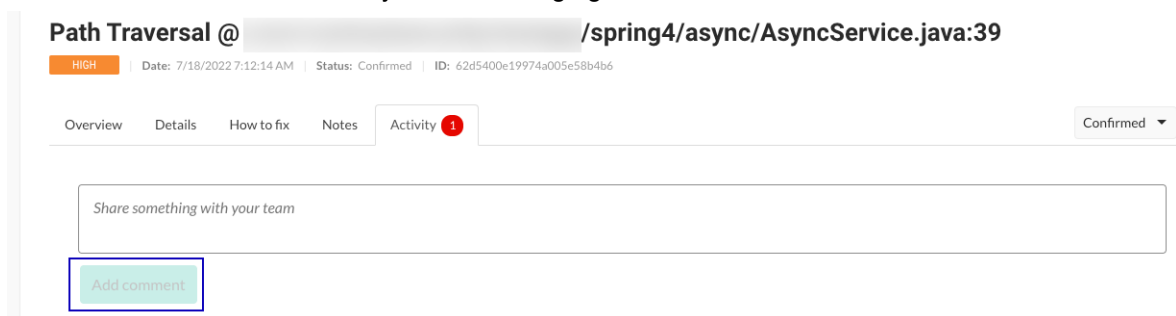 Path Traversal @ /spring4/async/AsyncService.java:39
HIGH Date: 7/18/2022 7:12:14 AM Status: Confirmed ID: 62d5400e19974a005e58b4b6
Overview Details How to fix Notes Activity 1 Confirmed
Share something with your team
Add comment